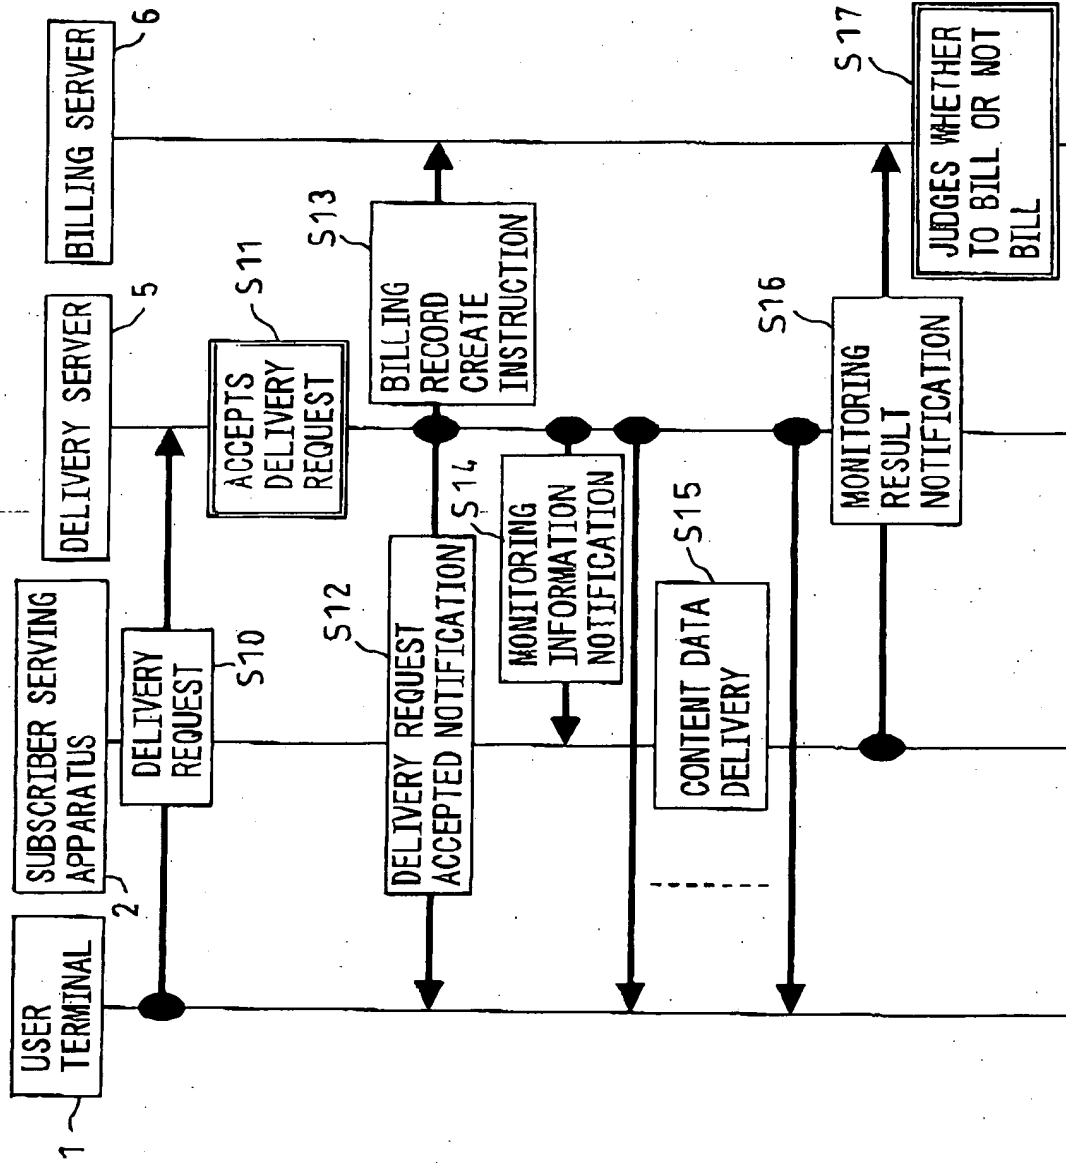 USER
TERMINAL
1
SUBSCRIBER SERVING
APPARATUS
2
DELIVERY SERVER
5
BILLING SERVER
6
DELIVERY
REQUEST
S10
ACCEPTS
DELIVERY
REQUEST
S11
DELIVERY REQUEST
ACCEPTED NOTIFICATION
S12
BILLING
RECORD
CREATE
INSTRUCTION
S13
MONITORING
INFORMATION
NOTIFICATION
S14
CONTENT DATA
DELIVERY
S15
MONITORING
RESULT
NOTIFICATION
S16
JUDGES WHETHER
TO BILL OR NOT
BILL
S17